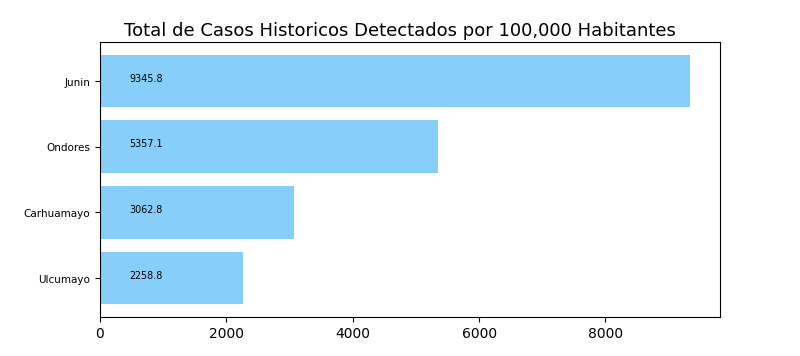 Total de Casos Historicos Detectados por 100,000 Habitantes
Junin 9345.8
Ondores 5357.1
Carhuamayo 3062.8
Ulcumayo 2258.8
0 2000 4000 6000 8000